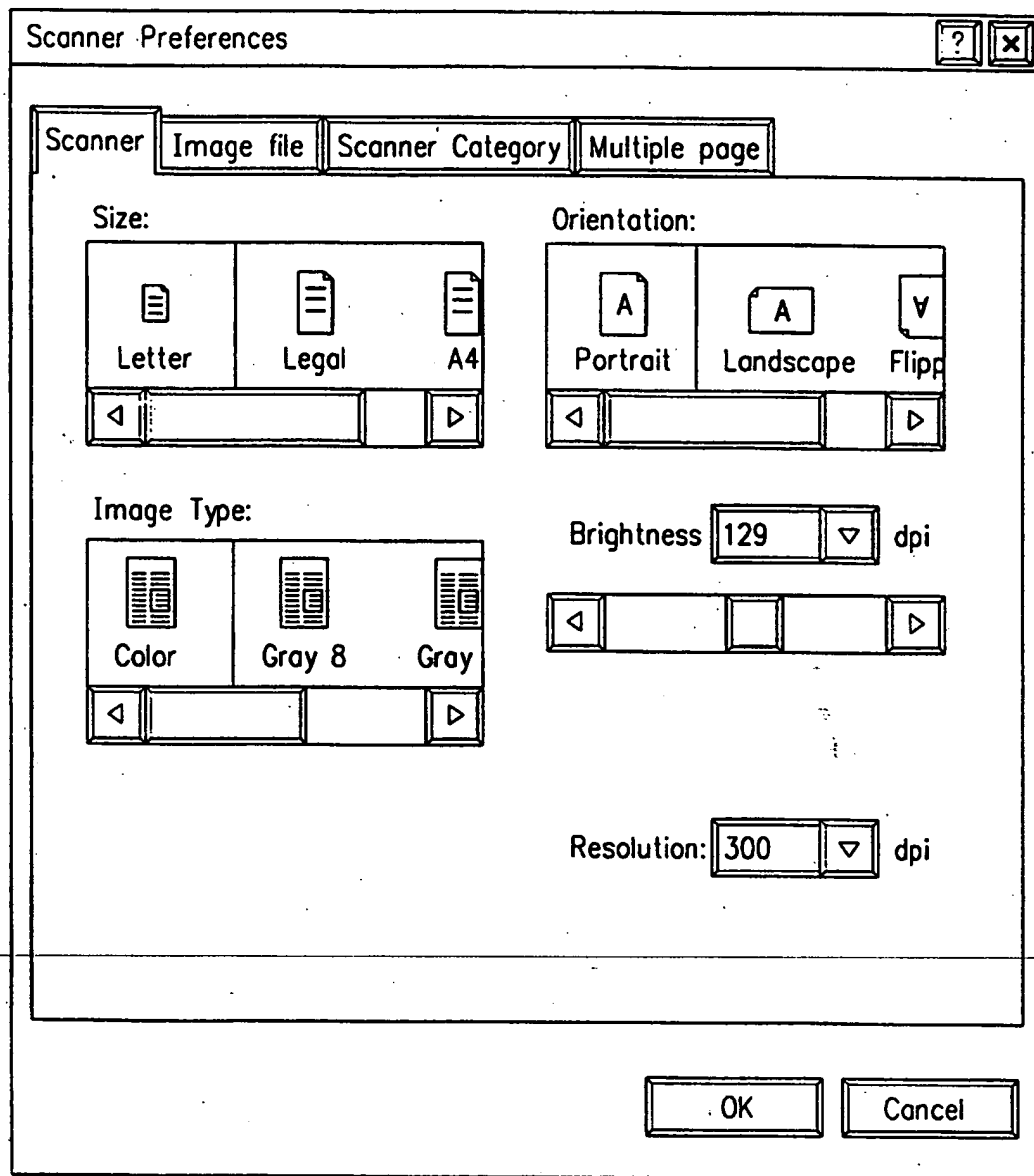 Scanner Preferences ?
Scanner Image file Scanner Category Multiple page
Size:
Letter Legal A4
Orientation:
A A A
Portrait Landscape Flipp
Image Type:
Color Gray 8 Gray
Brightness 129 dpi
Resolution: 300 dpi
OK Cancel